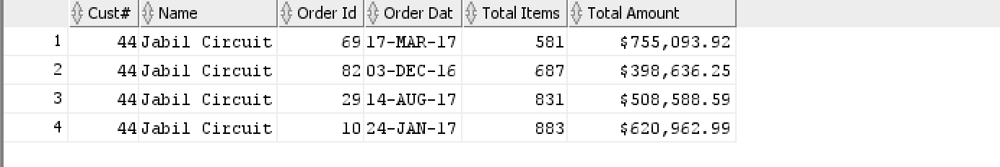 Cust# Name Order Id Order Dat Total Items Total Amount
1 44 Jabil Circuit 69 17-MAR-17 581 $755,093.92
2 44 Jabil Circuit 82 03-DEC-16 687 $398,636.25
3 44 Jabil Circuit 29 14-AUG-17 831 $508,588.59
4 44 Jabil Circuit 10 24-JAN-17 883 $620,962.99